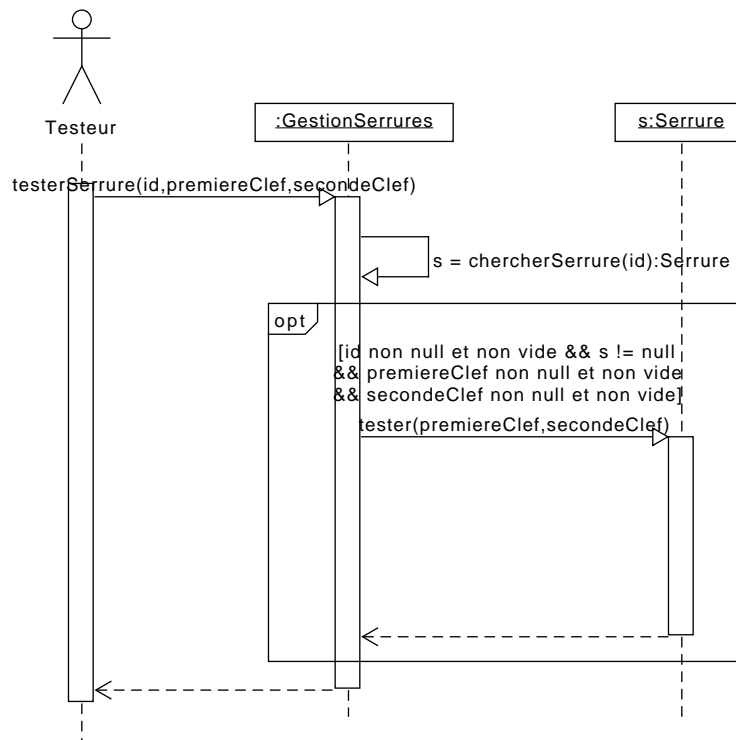 Testeur
:GestionSerrures
s:Serrure
testerSerrure(id,premiereClef,secondeClef)
s = chercherSerrure(id):Serrure
opt
[id non null et non vide && s != null
&& premiereClef non null et non vide
&& secondeClef non null et non vide]
tester(premiereClef,secondeClef)